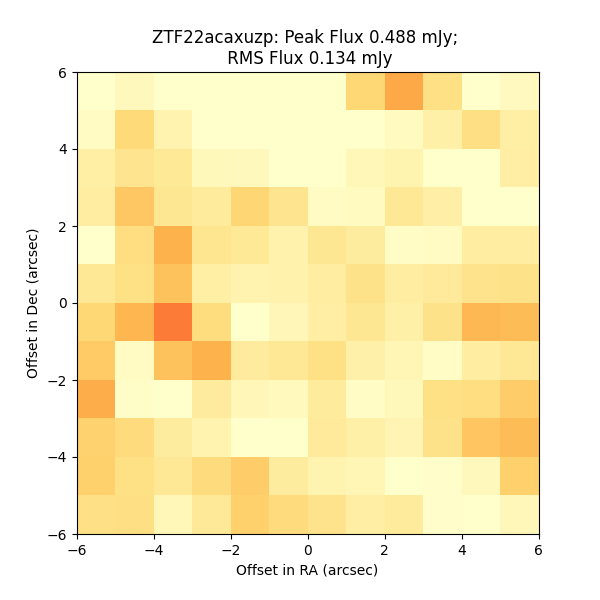 ZTF22acaxuzp: Peak Flux 0.488 mJy;
RMS Flux 0.134 mJy
6
4
2
0
−2
−4
−6
Offset in Dec (arcsec)
−6 −4 −2 0 2 4 6
Offset in RA (arcsec)